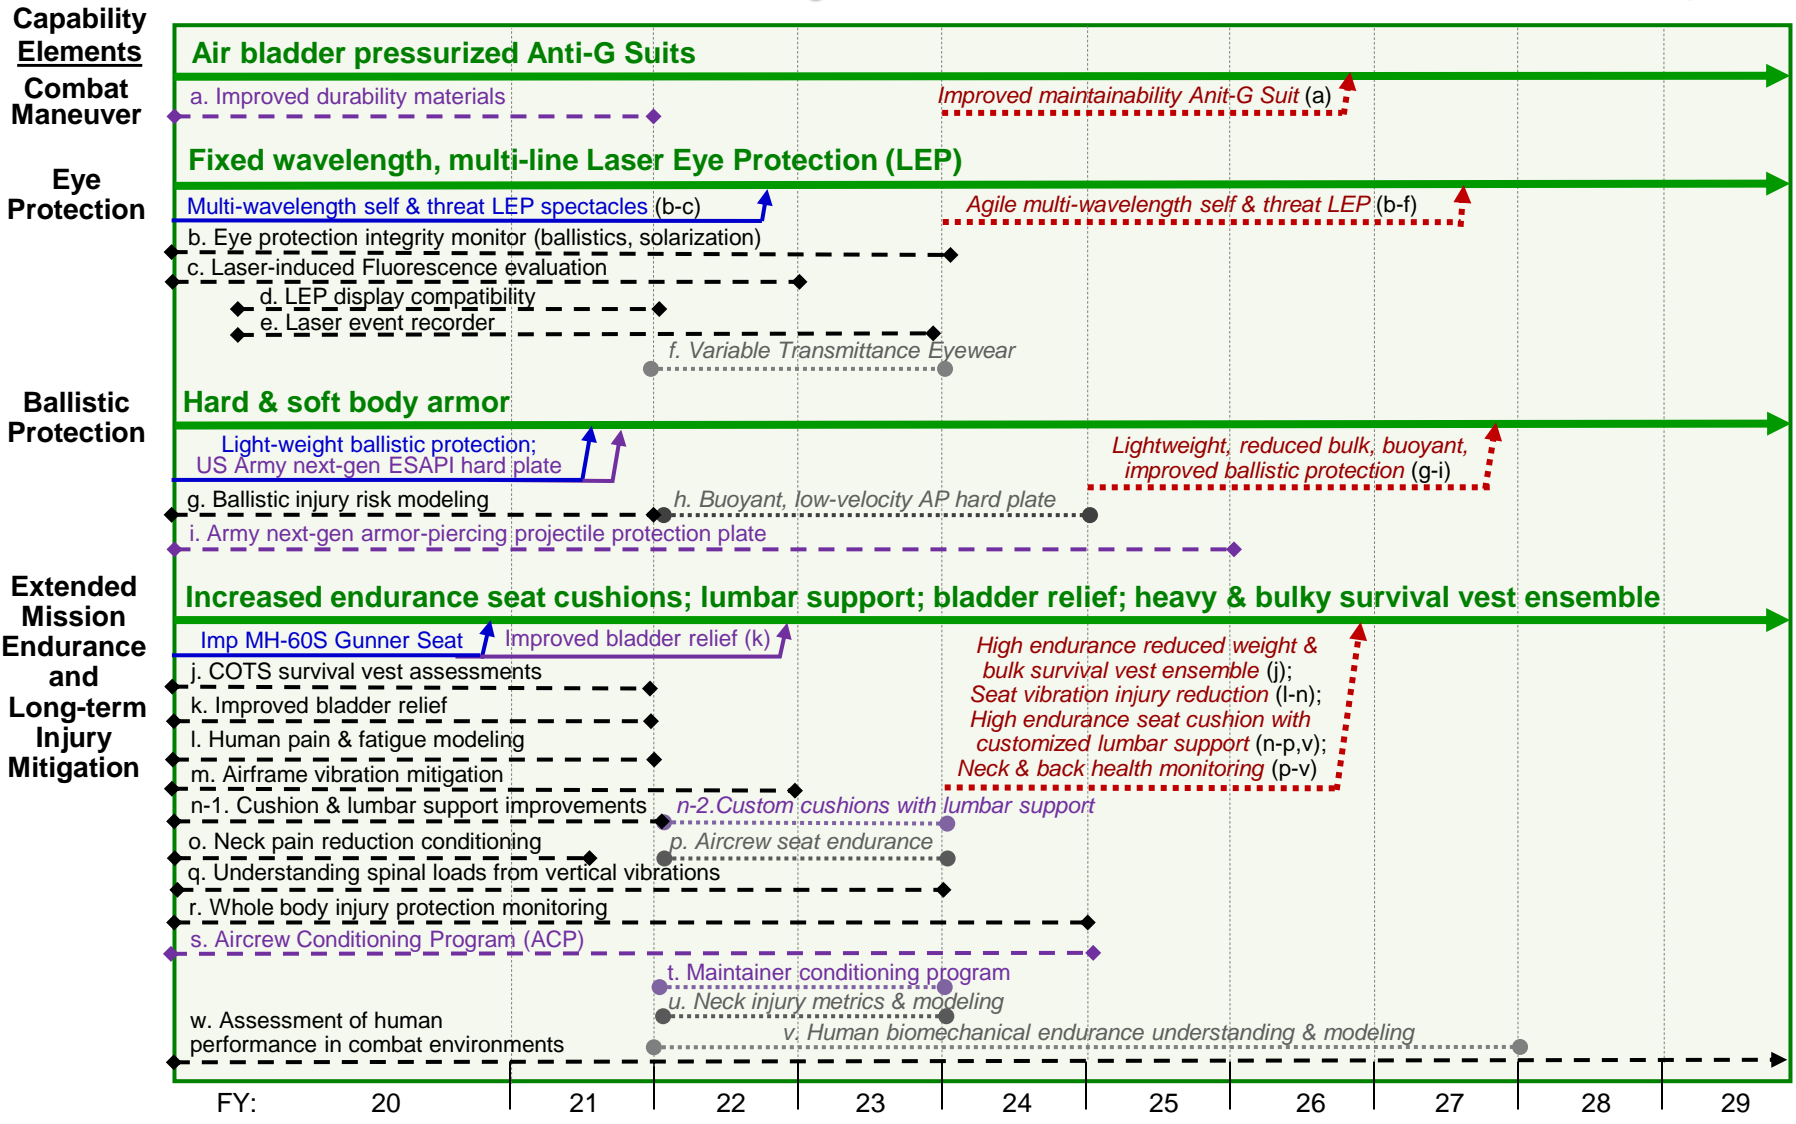 Capability
Elements
Air bladder pressurized Anti-G Suits
Combat
Maneuver
a. Improved durability materials
Improved maintainability Anit-G Suit (a)
Fixed wavelength, multi-line Laser Eye Protection (LEP)
Eye
Protection
Multi-wavelength self & threat LEP spectacles (b-c)
Agile multi-wavelength self & threat LEP (b-f)
b. Eye protection integrity monitor (ballistics, solarization)
c. Laser-induced Fluorescence evaluation
d. LEP display compatibility
e. Laser event recorder
f. Variable Transmittance Eyewear
Ballistic
Protection
Hard & soft body armor
Light-weight ballistic protection;
US Army next-gen ESAPI hard plate
Lightweight, reduced bulk, buoyant,
improved ballistic protection (g-i)
g. Ballistic injury risk modeling
h. Buoyant, low-velocity AP hard plate
i. Army next-gen armor-piercing projectile protection plate
Extended
Mission
Endurance
and
Long-term
Injury
Mitigation
Increased endurance seat cushions; lumbar support; bladder relief; heavy & bulky survival vest ensemble
Imp MH-60S Gunner Seat
Improved bladder relief (k)
High endurance reduced weight &
bulk survival vest ensemble (j);
Seat vibration injury reduction (l-n);
High endurance seat cushion with
customized lumbar support (n-p,v);
Neck & back health monitoring (p-v)
j. COTS survival vest assessments
k. Improved bladder relief
l. Human pain & fatigue modeling
m. Airframe vibration mitigation
n-1. Cushion & lumbar support improvements
n-2.Custom cushions with lumbar support
o. Neck pain reduction conditioning
p. Aircrew seat endurance
q. Understanding spinal loads from vertical vibrations
r. Whole body injury protection monitoring
s. Aircrew Conditioning Program (ACP)
t. Maintainer conditioning program
u. Neck injury metrics & modeling
v. Human biomechanical endurance understanding & modeling
w. Assessment of human
performance in combat environments
FY: 20 21 22 23 24 25 26 27 28 29